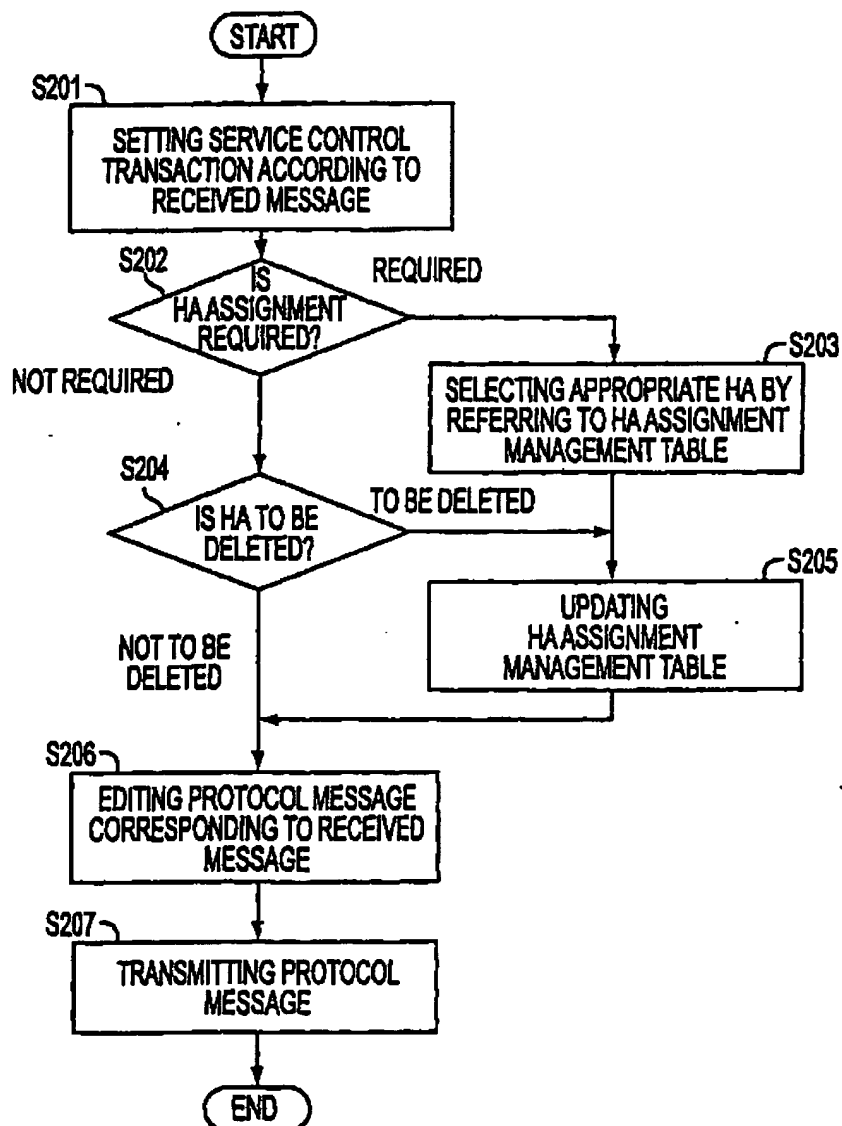 START
S201
SETTING SERVICE CONTROL
TRANSACTION ACCORDING TO
RECEIVED MESSAGE
S202
IS
HA ASSIGNMENT
REQUIRED?
REQUIRED
NOT REQUIRED
S203
SELECTING APPROPRIATE HA BY
REFERRING TO HA ASSIGNMENT
MANAGEMENT TABLE
S204
IS HA TO BE
DELETED?
TO BE DELETED
S205
UPDATING
HA ASSIGNMENT
MANAGEMENT TABLE
NOT TO BE
DELETED
S206
EDITING PROTOCOL MESSAGE
CORRESPONDING TO RECEIVED
MESSAGE
S207
TRANSMITTING PROTOCOL
MESSAGE
END